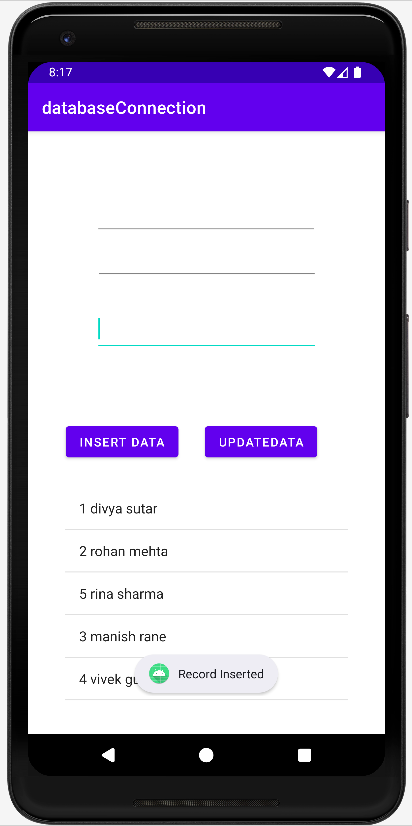 8:17
databaseConnection
INSERT DATA
UPDATEDATA
1 divya sutar
2 rohan mehta
5 rina sharma
3 manish rane
4 vivek
Record Inserted